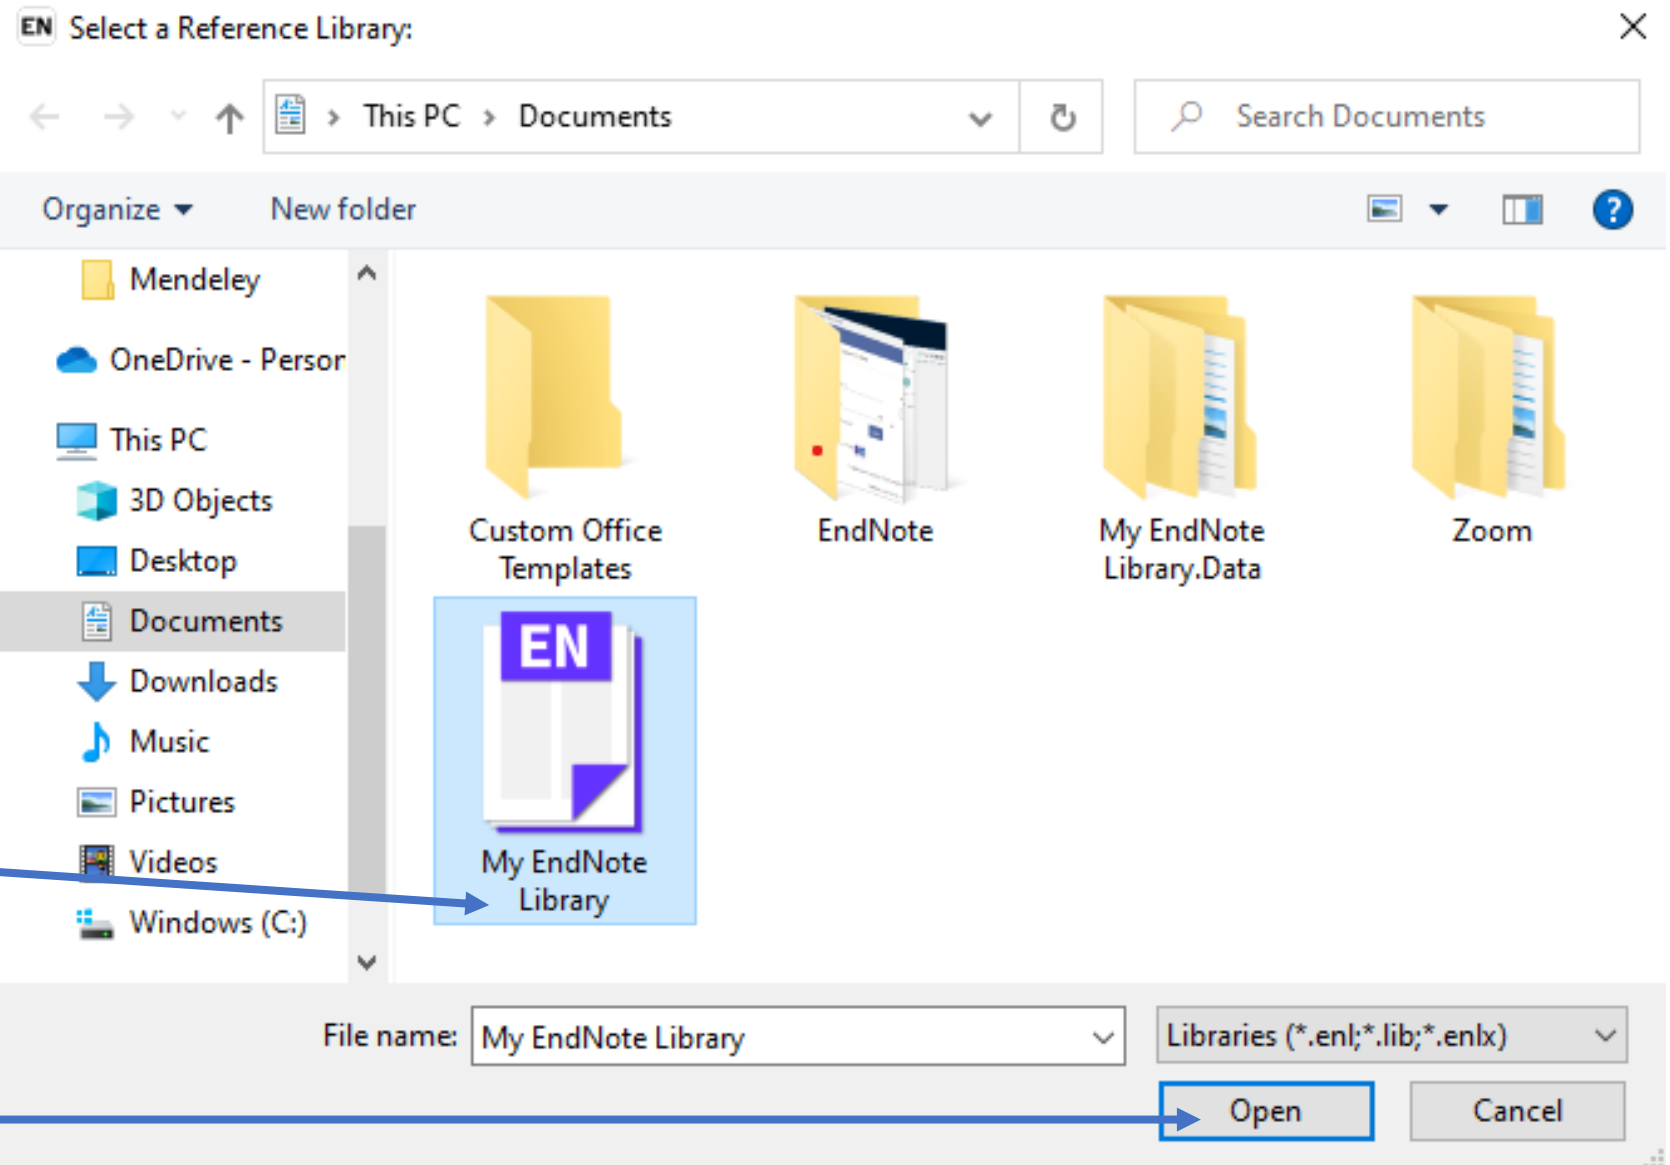 EN Select a Reference Library:
This PC > Documents
Search Documents
Organize
New folder
Mendeley
OneDrive - Person
This PC
3D Objects
Desktop
Documents
Downloads
Music
Pictures
Videos
Windows (C:)
Custom Office
Templates
EndNote
My EndNote
Library.Data
Zoom
EN
My EndNote
Library
File name: My EndNote Library
Libraries (*.enl;*.lib;*.enlx)
Open
Cancel